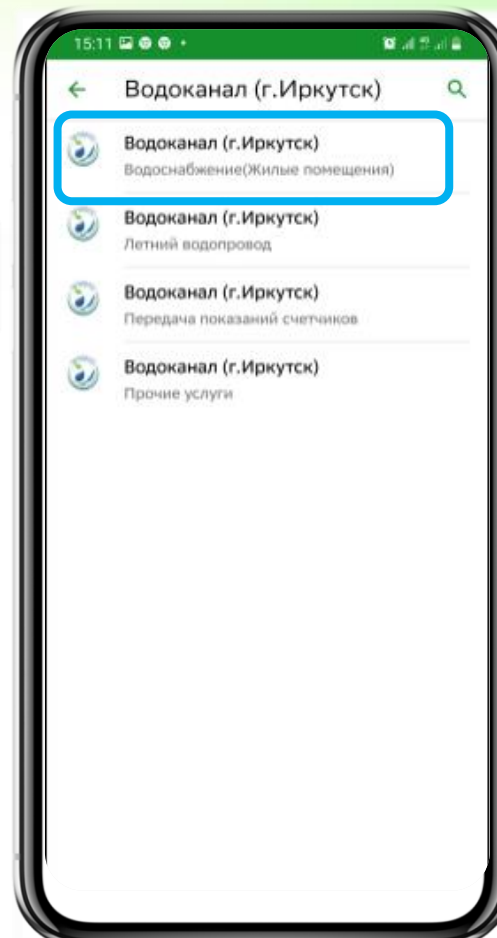 15:11
Водоканал (г.Иркутск)
Водоканал (г.Иркутск)
Водоснабжение(Жилые помещения)
Водоканал (г.Иркутск)
Летний водопровод
Водоканал (г.Иркутск)
Передача показаний счетчиков
Водоканал (г.Иркутск)
Прочие услуги